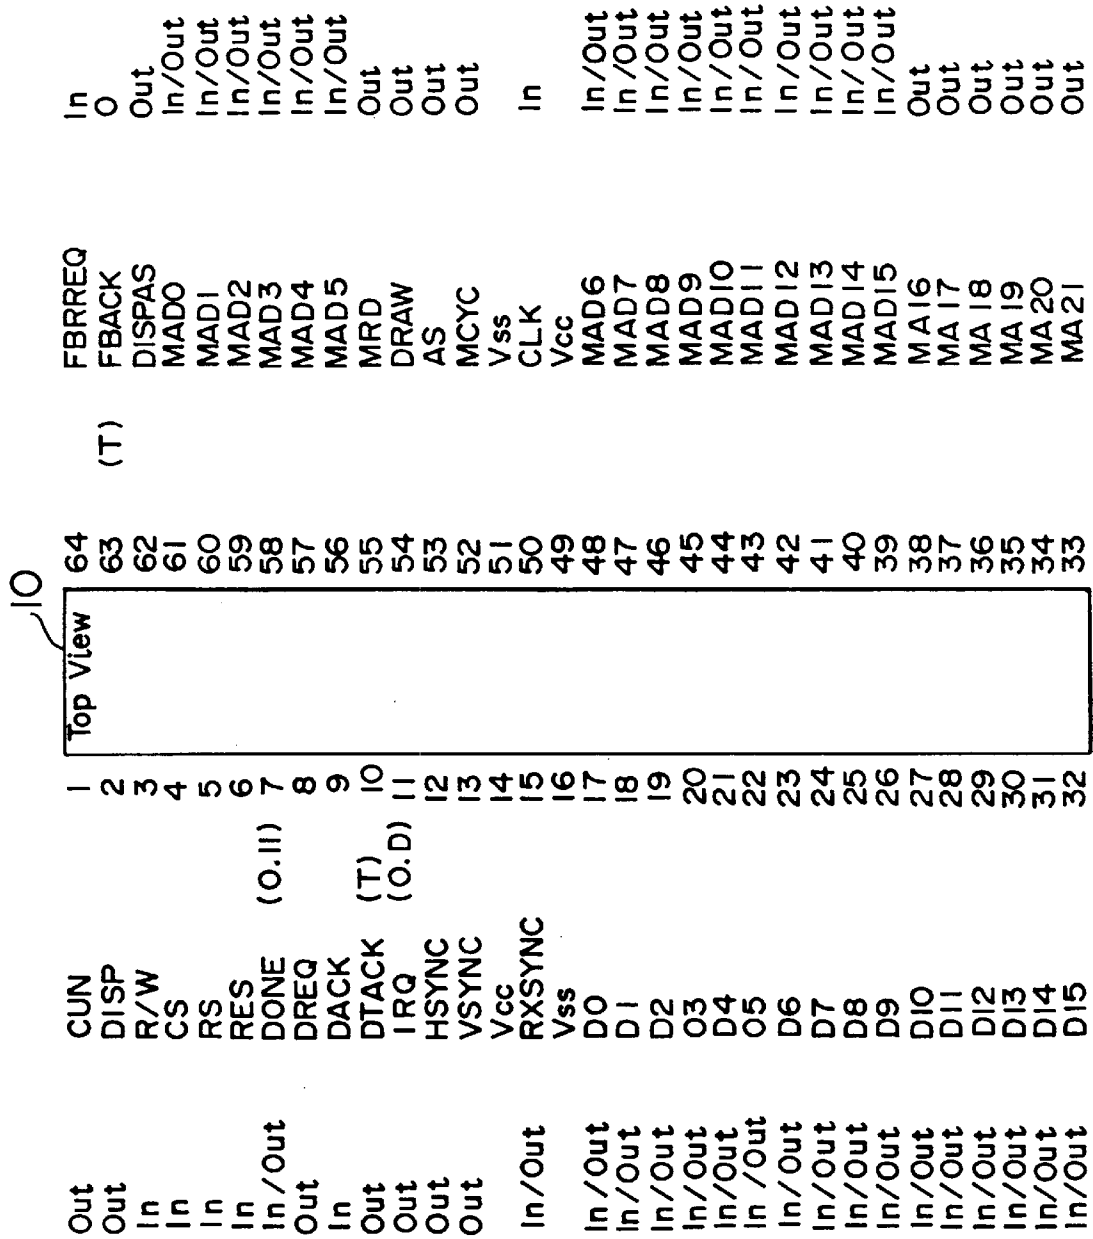 10
Top View
Out CUN 1 64 FBRREQ In
Out DISP 2 63 (T) FBACK O
In R/W 3 62 DISPAS Out
In CS 4 61 MAD0 In/Out
In RS 5 60 MAD1 In/Out
In RES 6 59 MAD2 In/Out
In/Out DONE (O.II) 7 58 MAD3 In/Out
Out DREQ 8 57 MAD4 In/Out
In DACK 9 56 MAD5 In/Out
Out DTACK (T) 10 55 MRD Out
Out IRQ (O.D) 11 54 DRAW Out
Out HSYNC 12 53 AS Out
Out VSYNC 13 52 MCYC Out
Vcc 14 51 Vss
In/Out RXSYNC 15 50 CLK In
Vss 16 49 Vcc
In/Out D0 17 48 MAD6 In/Out
In/Out D1 18 47 MAD7 In/Out
In/Out D2 19 46 MAD8 In/Out
In/Out O3 20 45 MAD9 In/Out
In/Out D4 21 44 MAD10 In/Out
In/Out O5 22 43 MAD11 In/Out
In/Out D6 23 42 MAD12 In/Out
In/Out D7 24 41 MAD13 In/Out
In/Out D8 25 40 MAD14 In/Out
In/Out D9 26 39 MAD15 In/Out
In/Out D10 27 38 MA16 Out
In/Out D11 28 37 MA17 Out
In/Out D12 29 36 MA18 Out
In/Out D13 30 35 MA19 Out
In/Out D14 31 34 MA20 Out
In/Out D15 32 33 MA21 Out